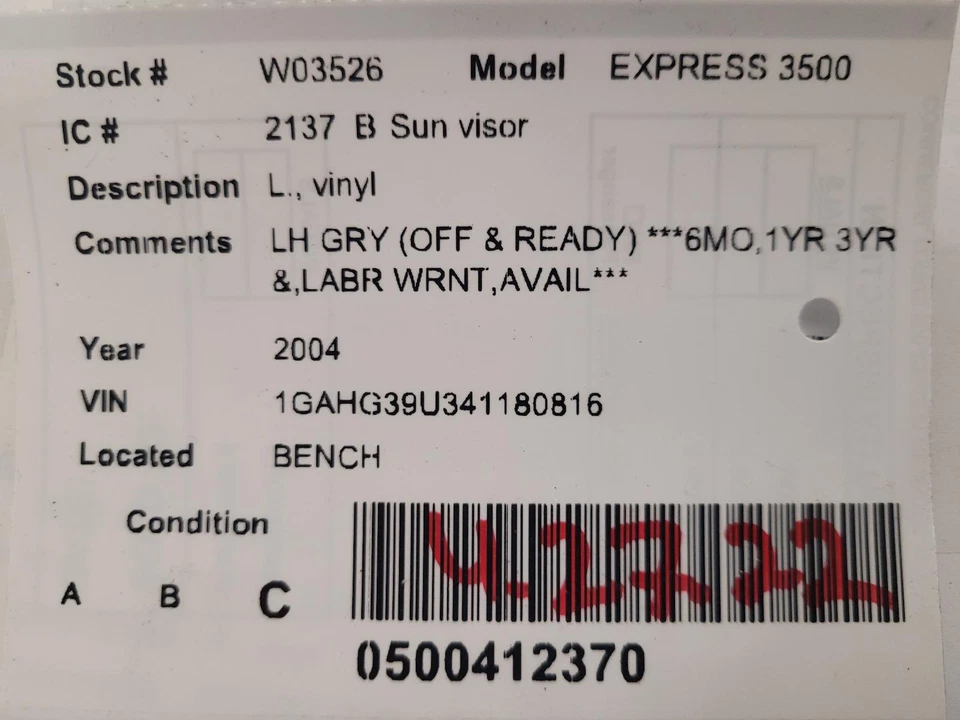 Stock # W03526 Model EXPRESS 3500
IC # 2137 B Sun visor
Description L., vinyl
Comments LH GRY (OFF & READY) ***6MO,1YR 3YR
&,LABR WRNT,AVAIL***
Year 2004
VIN 1GAHG39U341180816
Located BENCH
Condition
A B C
4 27 22
0500412370